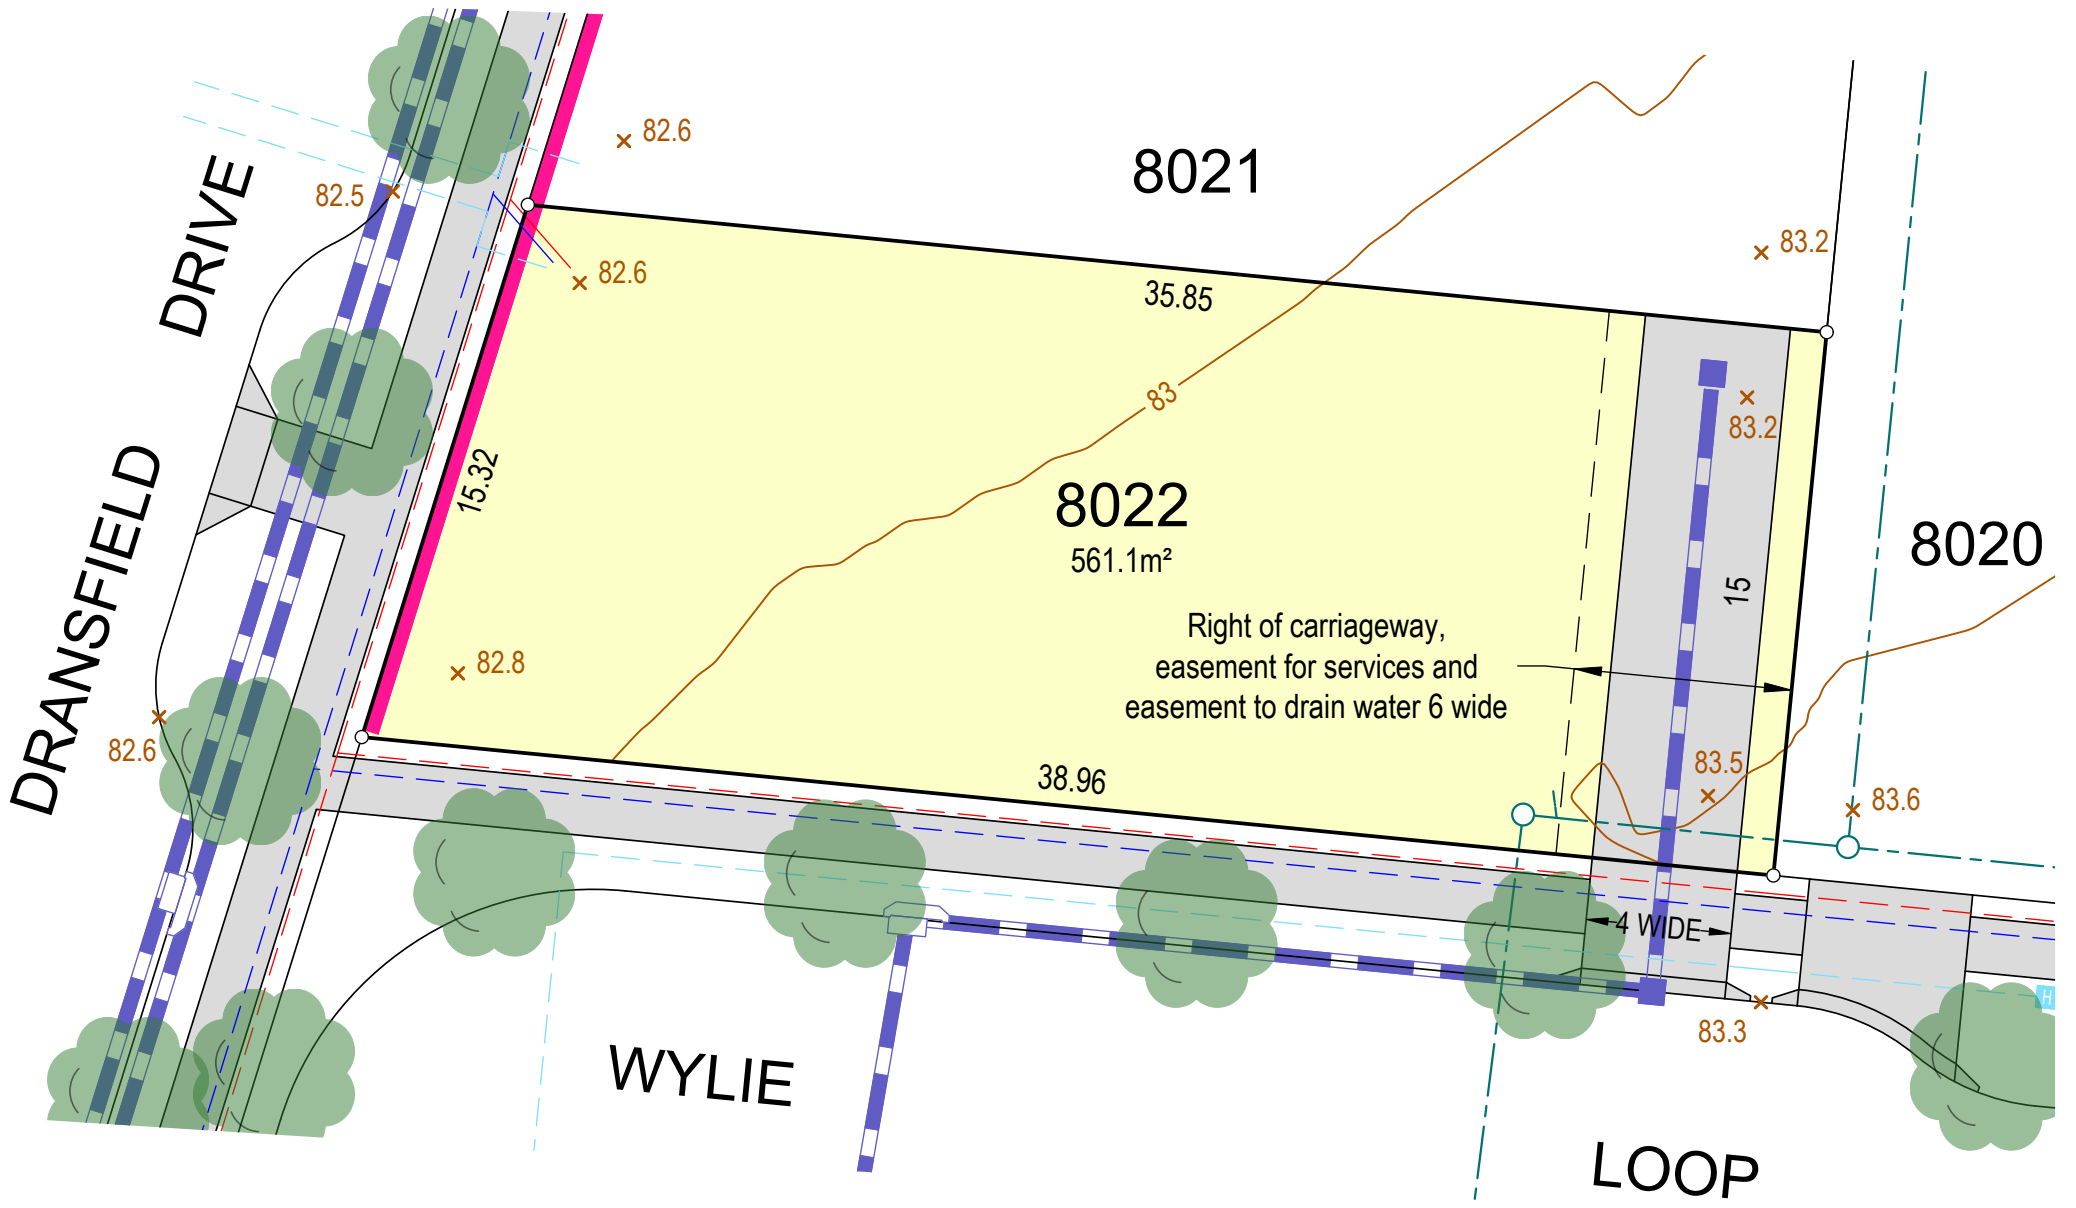 82.6
8021
82.5
DRIVE
83.2
82.6
35.85
83
83.2
15.32
8022
8020
561.1m²
15
DRANSFIELD
Right of carriageway,
easement for services and
easement to drain water 6 wide
82.8
82.6
38.96
83.5
83.6
4 WIDE
H
83.3
WYLIE
LOOP